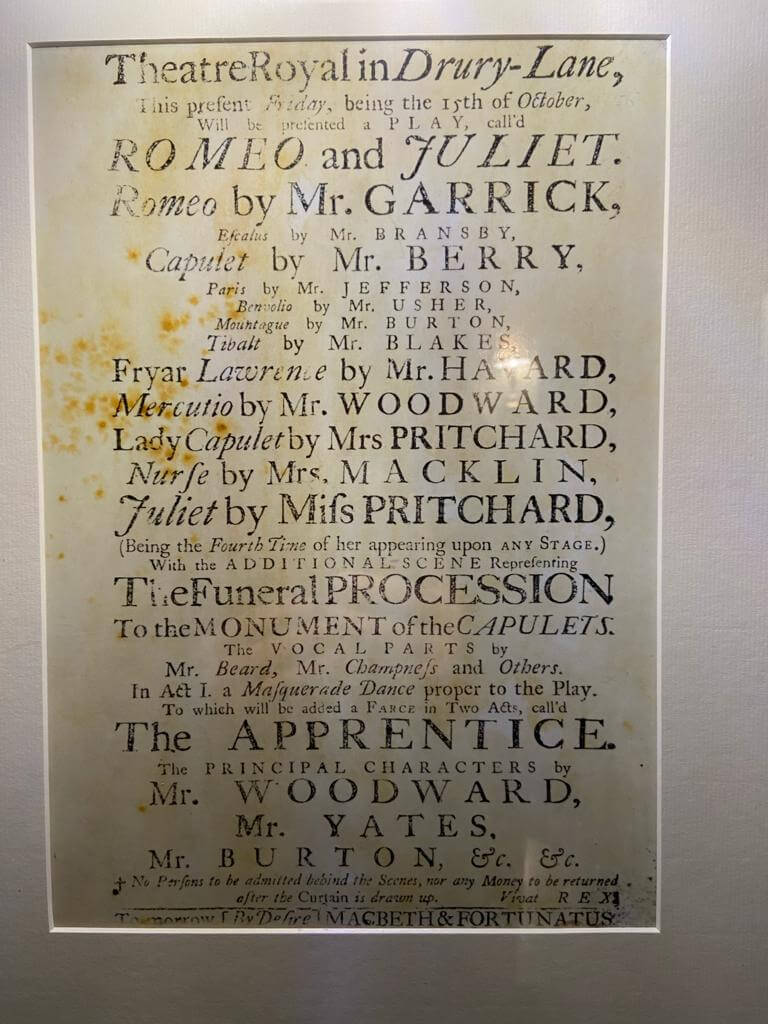 Theatre Royal in Drury-Lane,
This preſent Friday, being the 15th of October,
Will be preſented a PLAY, call'd
ROMEO and JULIET.
Romeo by Mr. GARRICK,
Eſcalus by Mr. BRANSBY,
Capulet by Mr. BERRY,
Paris by Mr. JEFFERSON,
Benvolio by Mr. USHER,
Mountague by Mr. BURTON,
Tibalt by Mr. BLAKES,
Fryar Lawrence by Mr. HAVARD,
Mercutio by Mr. WOODWARD,
Lady Capulet by Mrs PRITCHARD,
Nurſe by Mrs. MACKLIN,
Juliet by Miſs PRITCHARD,
(Being the Fourth Time of her appearing upon ANY STAGE.)
With the ADDITIONAL SCENE Repreſenting
The Funeral PROCESSION
To the MONUMENT of the CAPULETS.
The VOCAL PARTS by
Mr. Beard, Mr. Champneſs and Others.
In Act I. a Maſquerade Dance proper to the Play.
To which will be added a FARCE in Two Acts, call'd
The APPRENTICE.
The PRINCIPAL CHARACTERS by
Mr. WOODWARD,
Mr. YATES,
Mr. BURTON, &c. &c.
† No Perſons to be admitted behind the Scenes, nor any Money to be returned
after the Curtain is drawn up. Vivat REX
Tomorrow [By Deſire] MACBETH & FORTUNATUS.